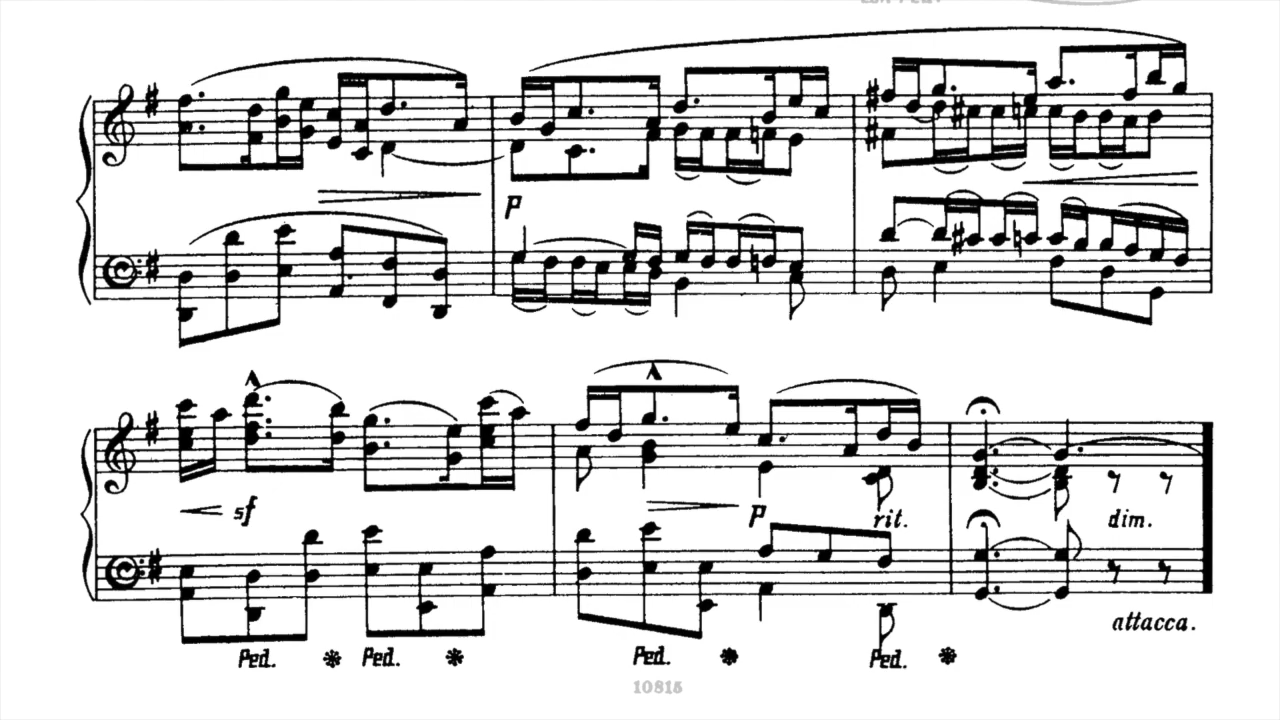 p
sf
p rit. dim.
attacca.
Ped. * Ped. * Ped. * Ped. *
10815